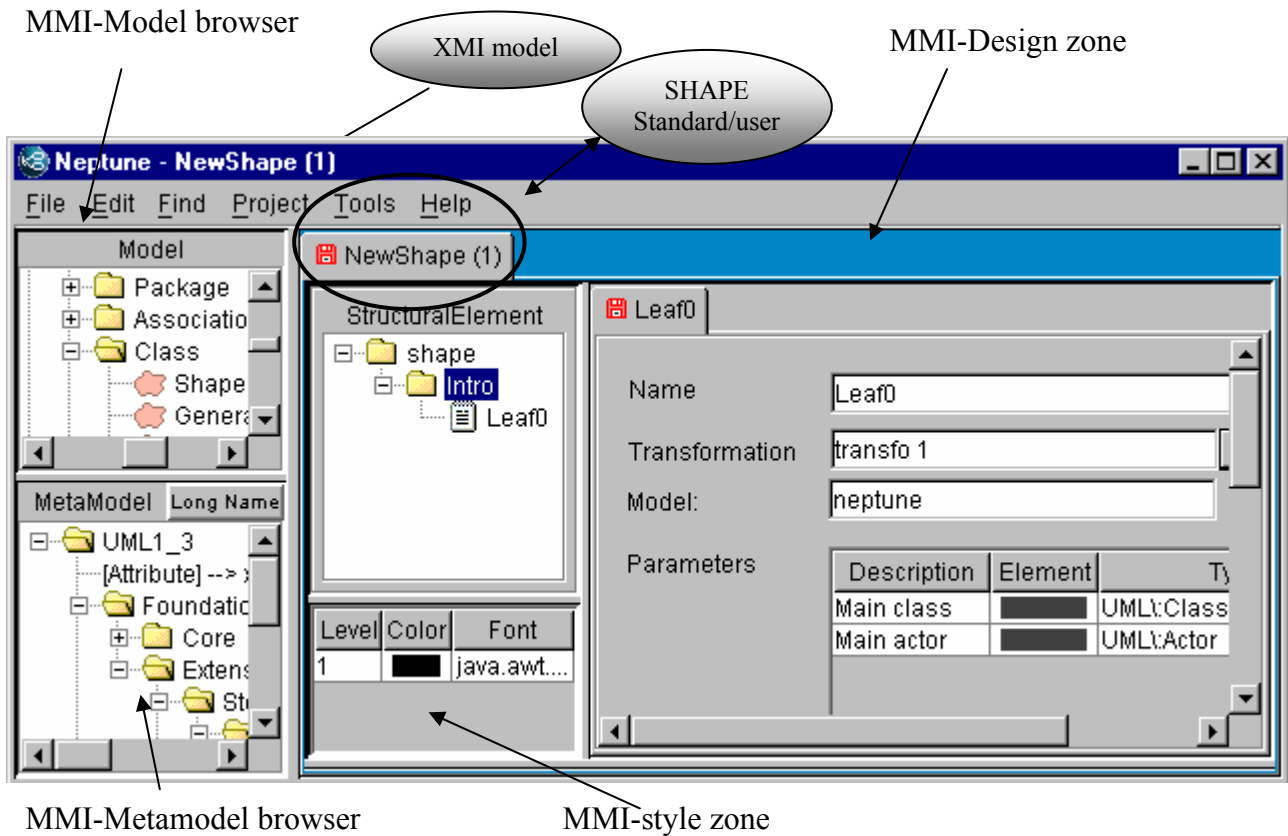 MMI-Model browser
XMI model
MMI-Design zone
SHAPE
Standard/user
Neptune - NewShape (1)
File Edit Find Project Tools Help
Model
Package
Associatio
Class
Shape
Genera
NewShape (1)
StructuralElement
shape
Intro
Leaf0
Leaf0
Name Leaf0
Transformation transfo 1
Model: neptune
Parameters
Description Element Ty
Main class UML\:Class
Main actor UML\:Actor
MetaModel Long Name
UML1_3
[Attribute] -->
Foundatic
Core
Extens
Ste
Level Color Font
1 java.awt....
MMI-Metamodel browser
MMI-style zone